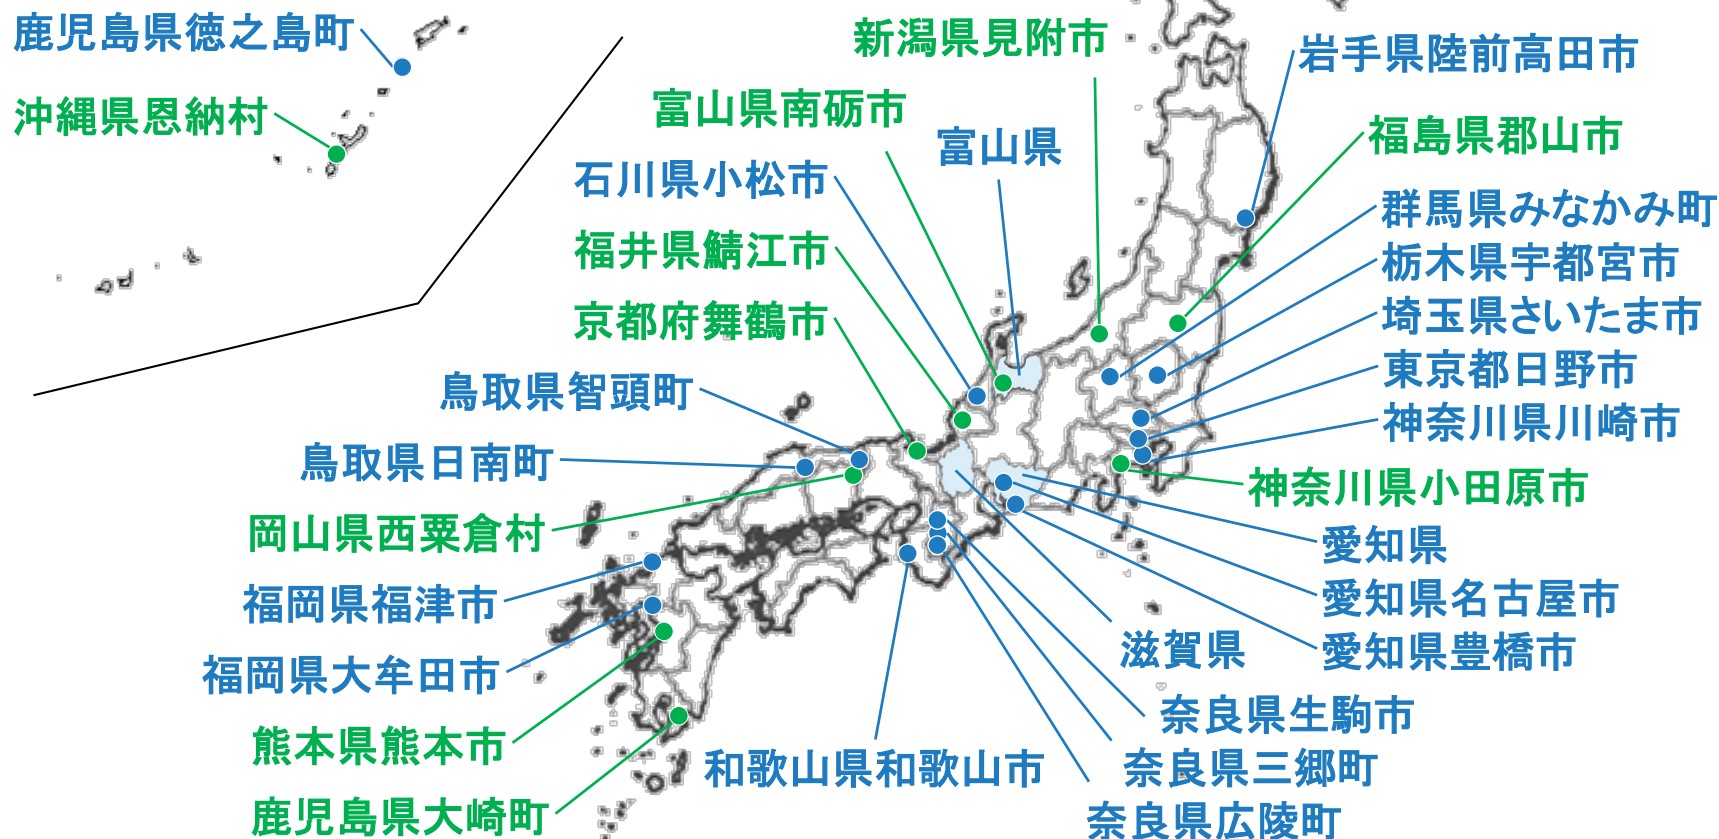 鹿児島県徳之島町
沖縄県恩納村
新潟県見附市
富山県南砺市
富山県
石川県小松市
福井県鯖江市
京都府舞鶴市
鳥取県智頭町
鳥取県日南町
岡山県西粟倉村
福岡県福津市
福岡県大牟田市
熊本県熊本市
鹿児島県大崎町
岩手県陸前高田市
福島県郡山市
群馬県みなかみ町
栃木県宇都宮市
埼玉県さいたま市
東京都日野市
神奈川県川崎市
神奈川県小田原市
愛知県
愛知県名古屋市
愛知県豊橋市
滋賀県
奈良県生駒市
奈良県三郷町
奈良県広陵町
和歌山県和歌山市